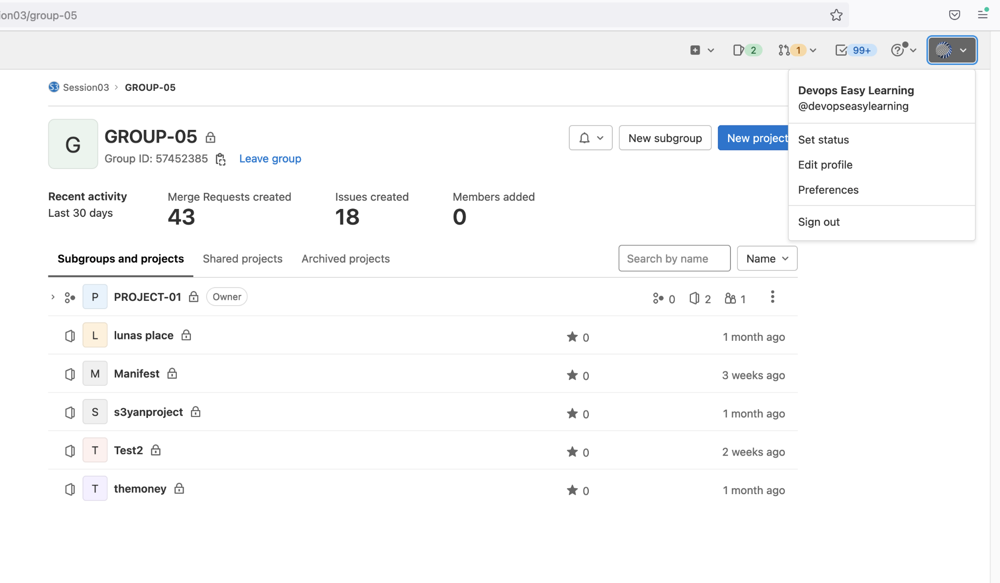 ion03/group-05
2
1
99+
S3 Session03 > GROUP-05
Devops Easy Learning
@devopseasylearning
Set status
Edit profile
Preferences
Sign out
G
GROUP-05
Group ID: 57452385
Leave group
New subgroup
New project
Recent activity
Last 30 days
Merge Requests created
43
Issues created
18
Members added
0
Subgroups and projects
Shared projects
Archived projects
Search by name
Name
P PROJECT-01 Owner 0 2 1
L lunas place 0 1 month ago
M Manifest 0 3 weeks ago
S s3yanproject 0 1 month ago
T Test2 0 2 weeks ago
T themoney 0 1 month ago